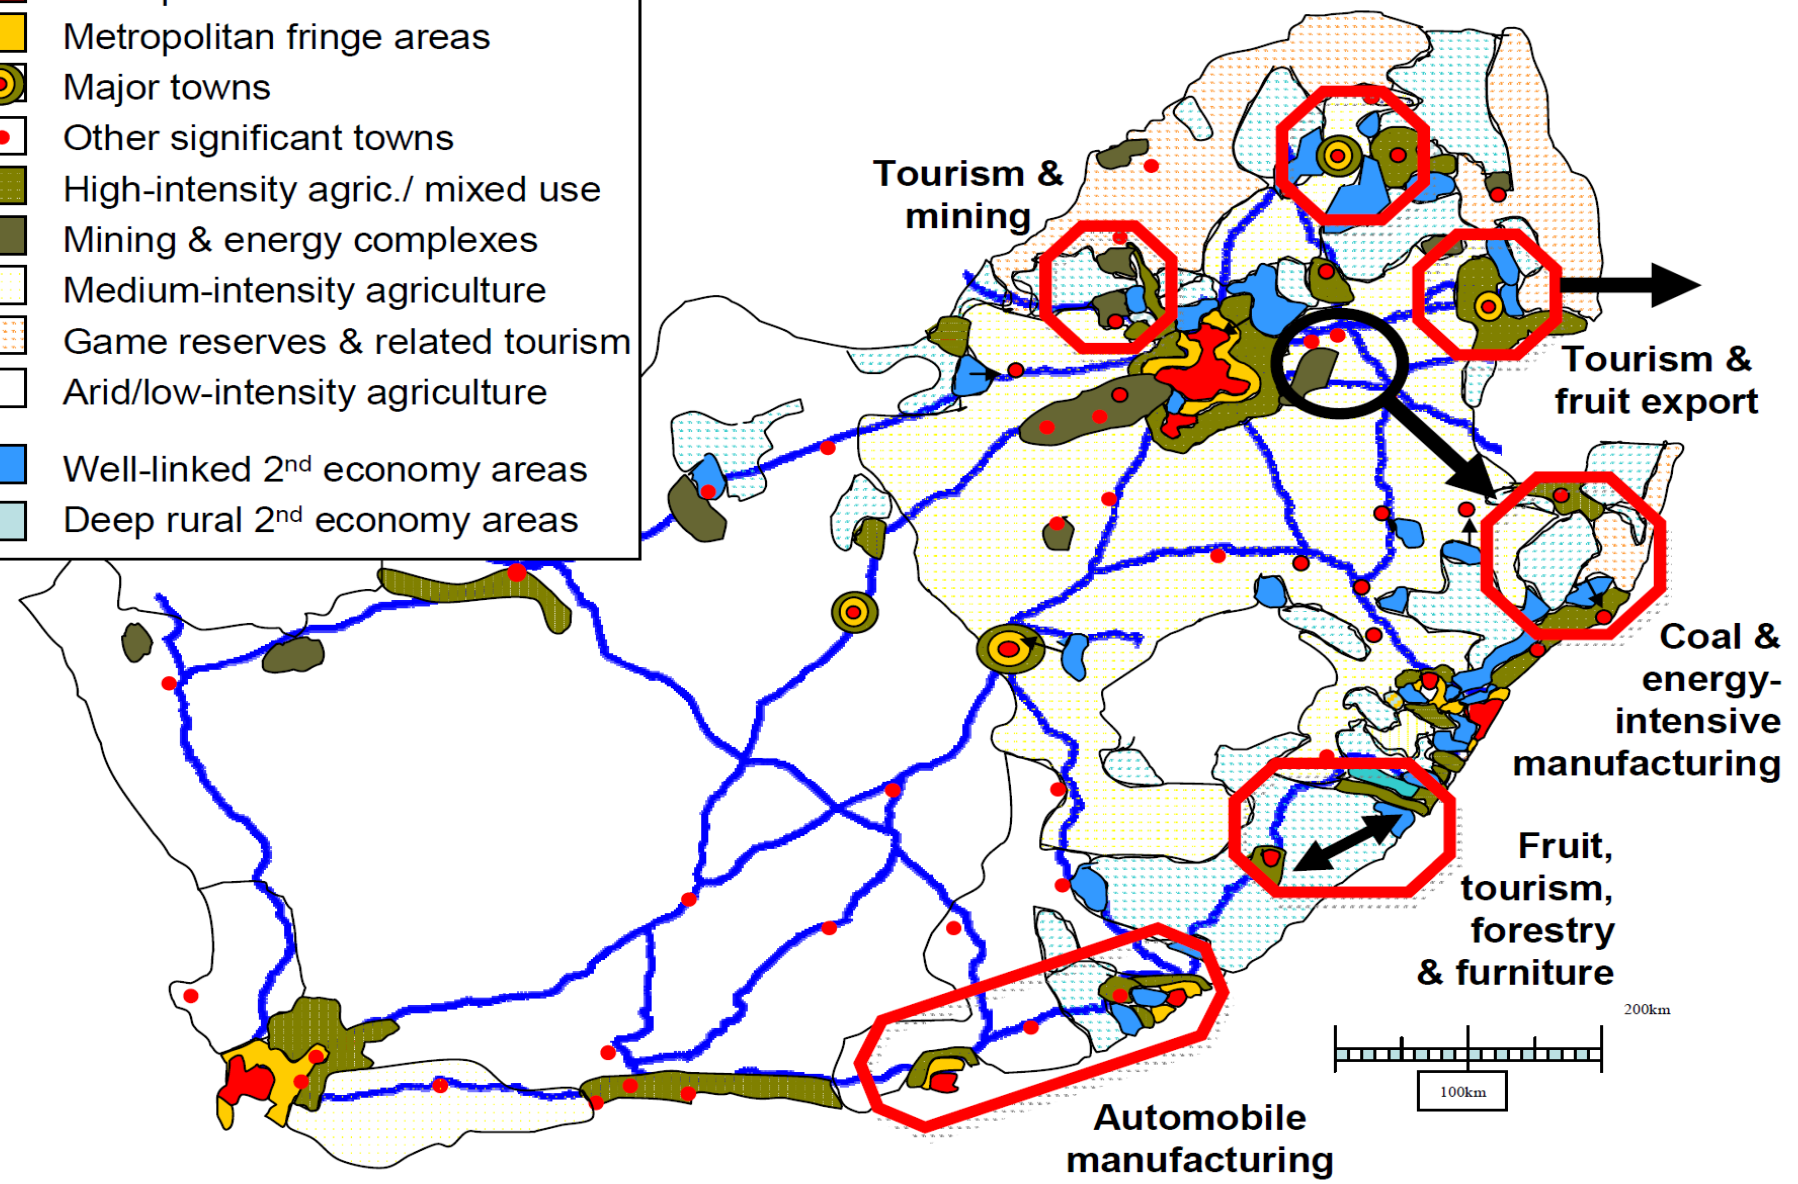 Metropolitan fringe areas
Major towns
Other significant towns
High-intensity agric./ mixed use
Mining & energy complexes
Medium-intensity agriculture
Game reserves & related tourism
Arid/low-intensity agriculture
Well-linked 2nd economy areas
Deep rural 2nd economy areas
Tourism &
mining
Tourism &
fruit export
Coal &
energy-
intensive
manufacturing
Fruit,
tourism,
forestry
& furniture
200km
100km
Automobile
manufacturing